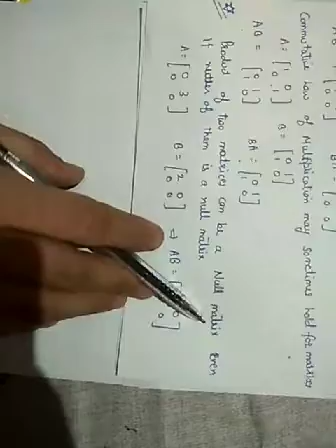 Commutative Law of Multiplication may sometimes hold for matrices
A = [1 0
0 1] B = [0 1
1 0]
AB = [0 1
1 0] BA = [0 1
1 0]
# Product of two matrices can be a Null matrix even
If neither of them is a null matrix
A = [0 3
0 0] B = [2 0
0 0] ⇒ AB = [ 0
0]